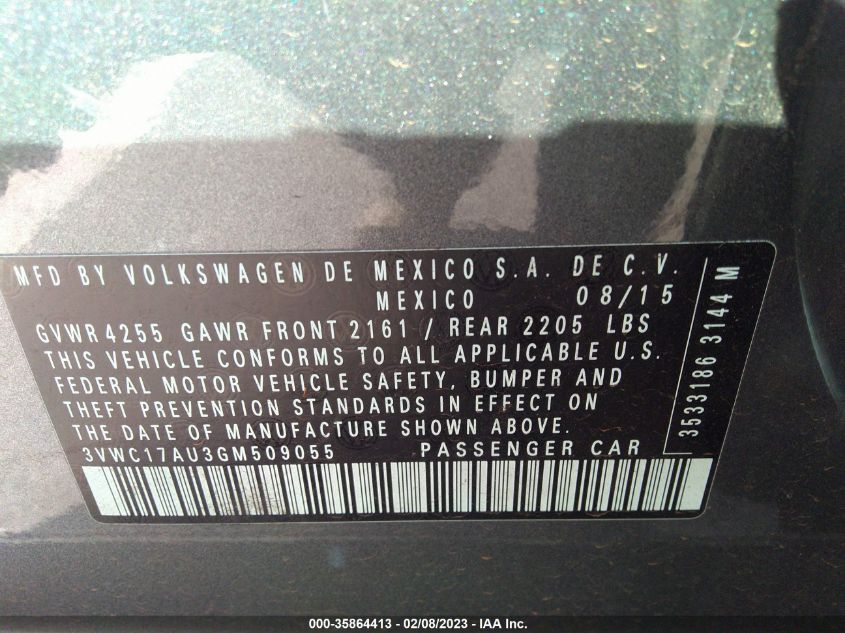 MFD BY VOLKSWAGEN DE MEXICO S.A. DE C.V.
MEXICO 08/15
GVWR 4255 GAWR FRONT 2161 / REAR 2205 LBS
THIS VEHICLE CONFORMS TO ALL APPLICABLE U.S.
FEDERAL MOTOR VEHICLE SAFETY, BUMPER AND
THEFT PREVENTION STANDARDS IN EFFECT ON
THE DATE OF MANUFACTURE SHOWN ABOVE.
3VWC17AU3GM509055 PASSENGER CAR
3533186 3144 M
000-35864413 - 02/08/2023 - IAA Inc.